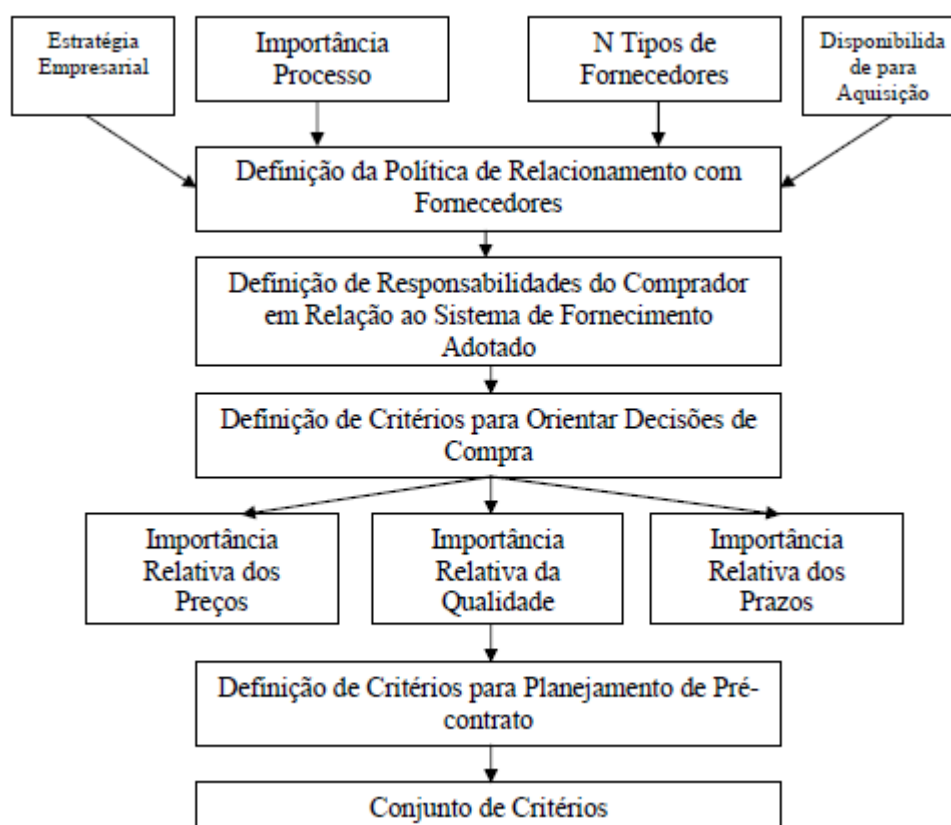 Estratégia
Empresarial
Importância
Processo
N Tipos de
Fornecedores
Disponibilida
de para
Aquisição
Definição da Política de Relacionamento com
Fornecedores
Definição de Responsabilidades do Comprador
em Relação ao Sistema de Fornecimento
Adotado
Definição de Critérios para Orientar Decisões de
Compra
Importância
Relativa dos
Preços
Importância
Relativa da
Qualidade
Importância
Relativa dos
Prazos
Definição de Critérios para Planejamento de Pré-
contrato
Conjunto de Critérios